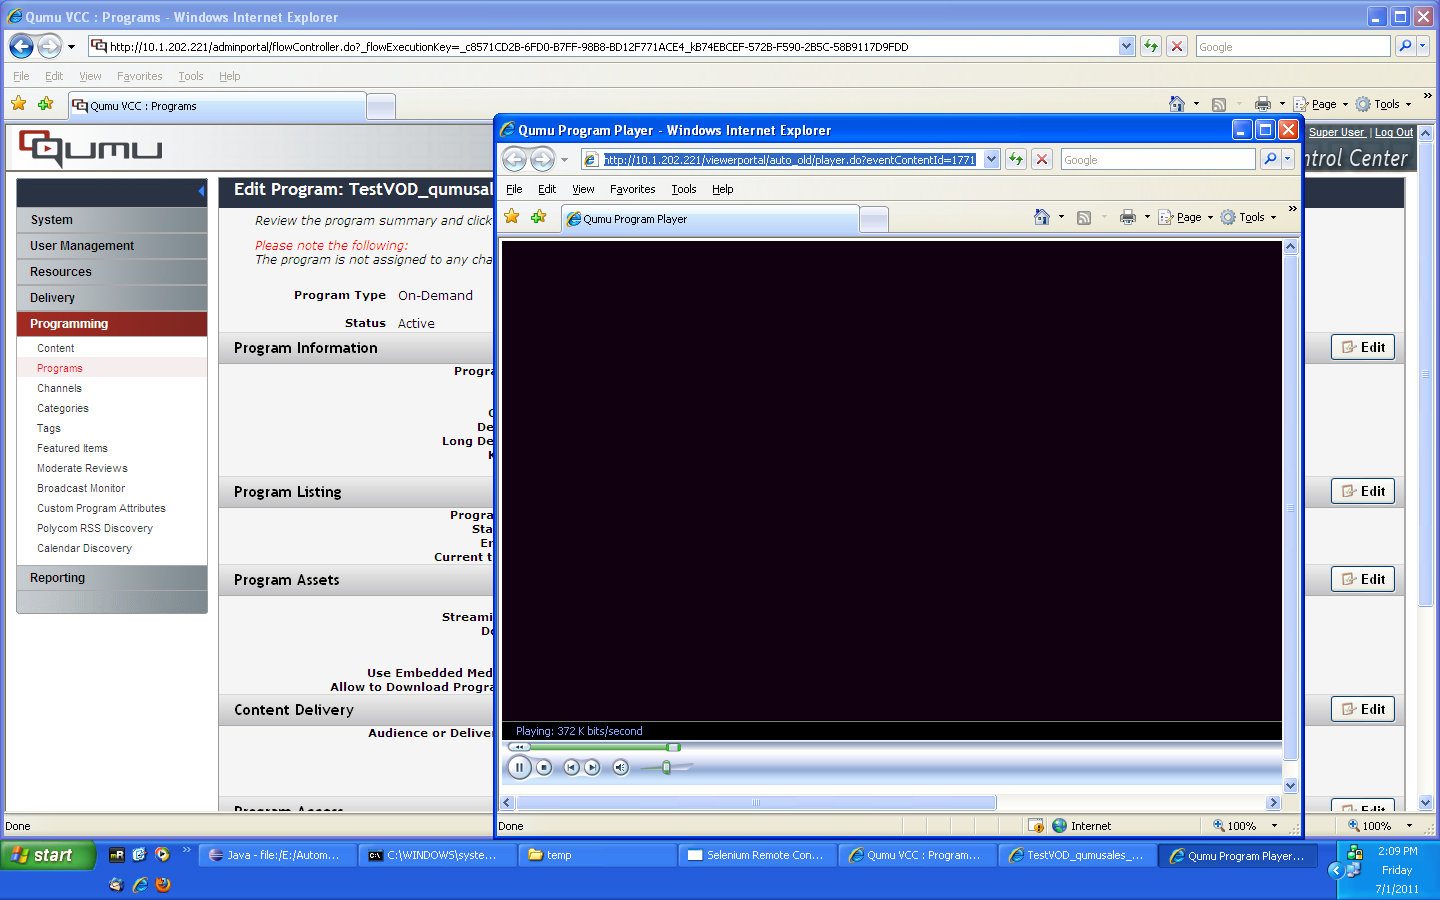 Qumu VCC : Programs - Windows Internet Explorer
http://10.1.202.221/adminportal/flowController.do?_flowExecutionKey=_c8571CD2B-6FD0-B7FF-98B8-BD12F771ACE4_kB74EBCEF-572B-F590-2B5C-58B9117D9FDD
Google
File Edit View Favorites Tools Help
Qumu VCC : Programs
Page Tools
QUMU
Super User | Log Out
ntrol Center
System
User Management
Resources
Delivery
Programming
Content
Programs
Channels
Categories
Tags
Featured Items
Moderate Reviews
Broadcast Monitor
Custom Program Attributes
Polycom RSS Discovery
Calendar Discovery
Reporting
Edit Program: TestVOD_qumusal
Review the program summary and click
Please note the following:
The program is not assigned to any cha
Program Type On-Demand
Status Active
Program Information
Edit
Progra
De
Long De
Program Listing
Edit
Progra
Sta
Current t
Program Assets
Edit
Streami
Use Embedded Med
Allow to Download Progra
Content Delivery
Edit
Audience or Deliver
Program Access
Edit
Done
100%
Qumu Program Player - Windows Internet Explorer
http://10.1.202.221/viewerportal/auto_old/player.do?eventContentId=1771
Google
File Edit View Favorites Tools Help
Qumu Program Player
Page Tools
Playing: 372 K bits/second
Done
Internet
100%
start
Java - file:/E:/Autom...
C:\WINDOWS\syste...
temp
Selenium Remote Con...
Qumu VCC : Program...
TestVOD_qumusales_...
Qumu Program Player...
2:09 PM
Friday
7/1/2011